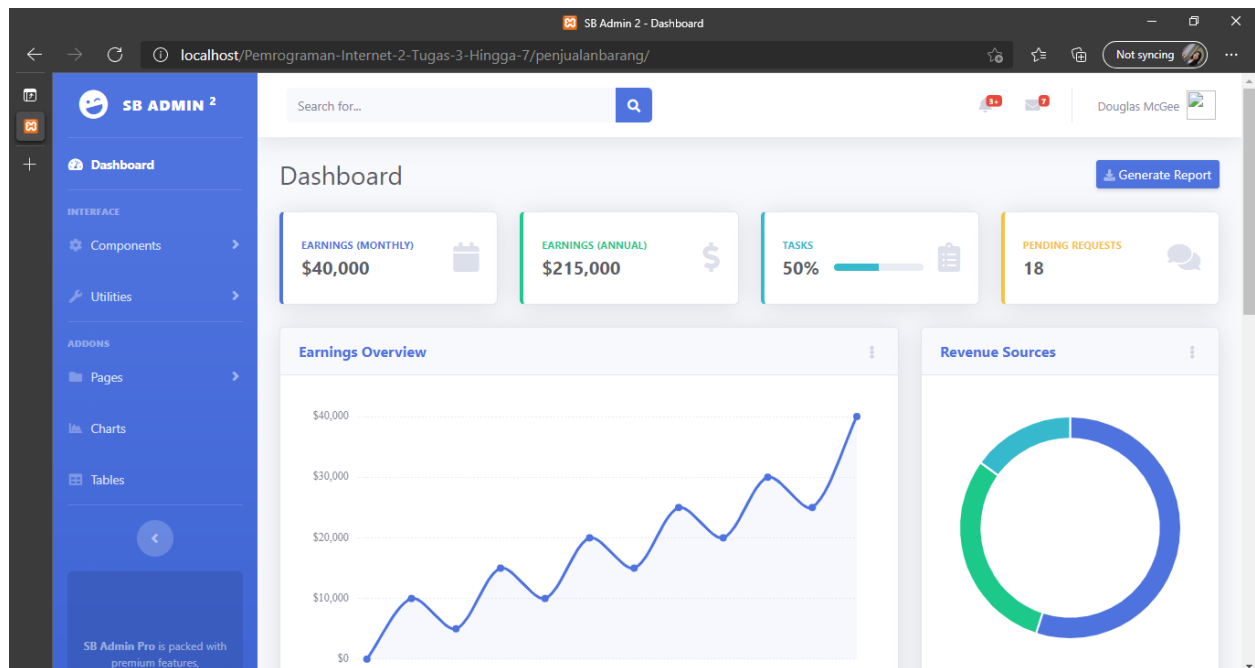 SB Admin 2 - Dashboard
localhost/Pemrograman-Internet-2-Tugas-3-Hingga-7/penjualanbarang/
Not syncing
SB ADMIN 2
Search for...
3+
7
Douglas McGee
Dashboard
Dashboard
Generate Report
INTERFACE
Components
Utilities
ADDONS
Pages
Charts
Tables
SB Admin Pro is packed with
premium features,
EARNINGS (MONTHLY)
$40,000
EARNINGS (ANNUAL)
$215,000
TASKS
50%
PENDING REQUESTS
18
Earnings Overview
$40,000
$30,000
$20,000
$10,000
$0
Revenue Sources